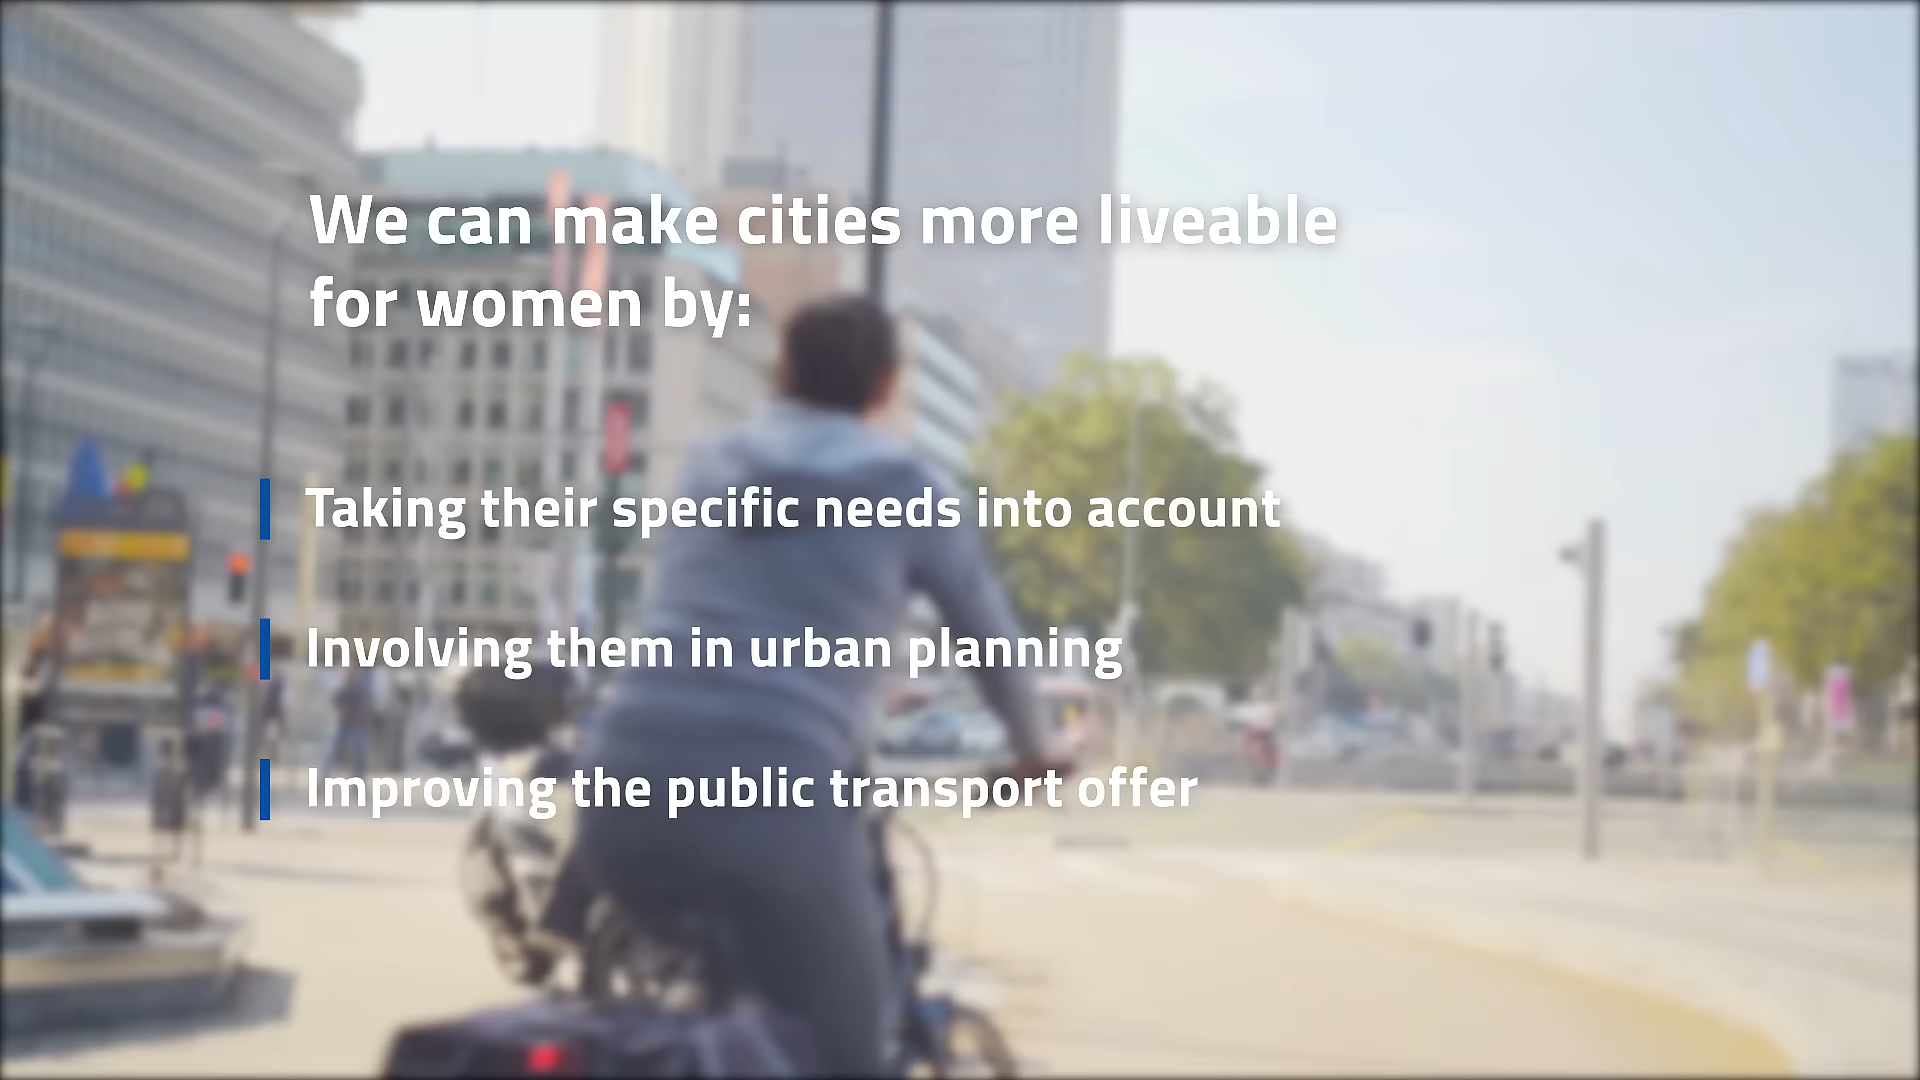 We can make cities more liveable
for women by:
Taking their specific needs into account
Involving them in urban planning
Improving the public transport offer